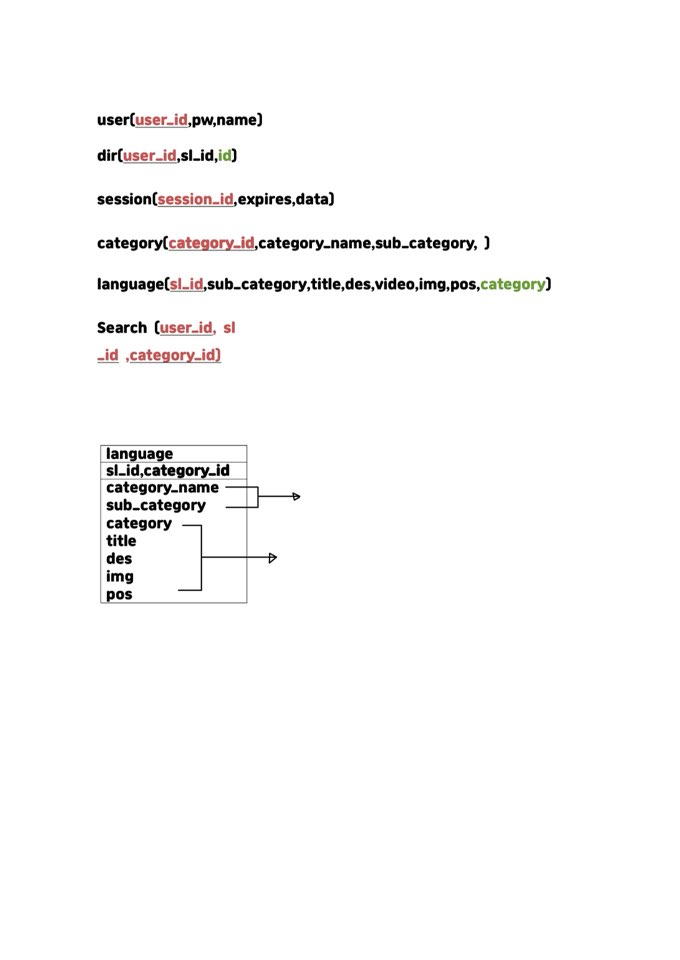 user(user_id,pw,name)
dir(user_id,sl_id,id)
session(session_id,expires,data)
category(category_id,category_name,sub_category, )
language(sl_id,sub_category,title,des,video,img,pos,category)
Search (user_id, sl
_id ,category_id)
language
sl_id,category_id
category_name
sub_category
category
title
des
img
pos